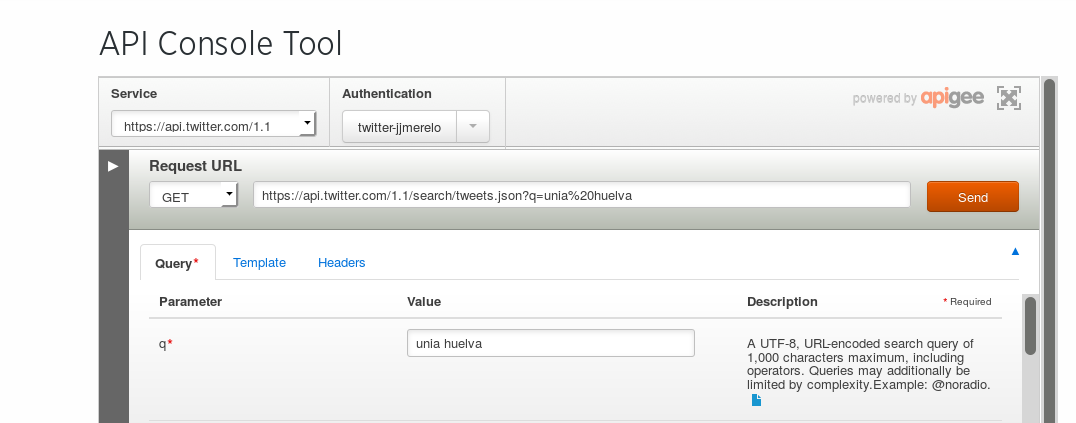 API Console Tool
Service
Authentication
powered by apigee
https://api.twitter.com/1.1
twitter-jjmerelo
Request URL
GET
https://api.twitter.com/1.1/search/tweets.json?q=unia%20huelva
Send
Query*
Template
Headers
Parameter
Value
Description
* Required
q*
unia huelva
A UTF-8, URL-encoded search query of
1,000 characters maximum, including
operators. Queries may additionally be
limited by complexity.Example: @noradio.